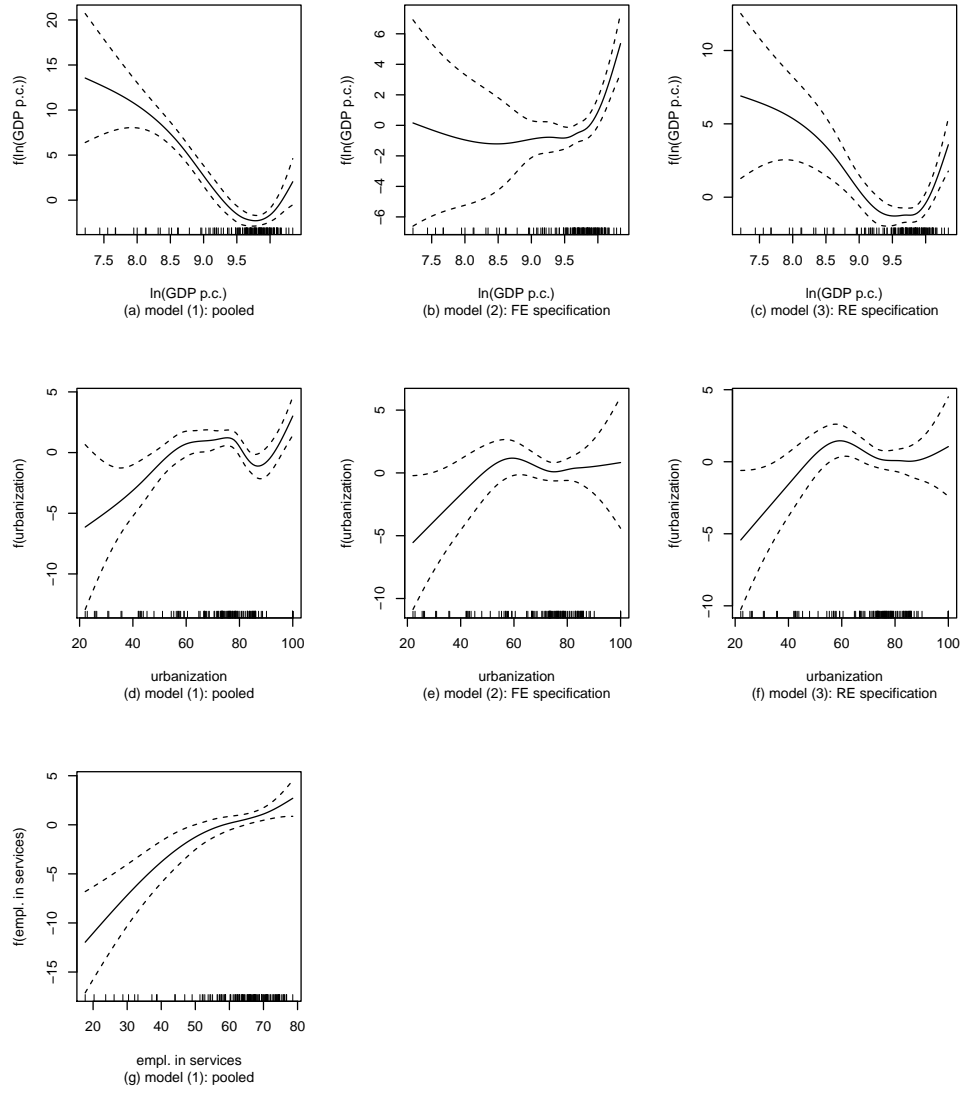 f(ln(GDP p.c.))
20
15
10
5
0
7.5 8.0 8.5 9.0 9.5
ln(GDP p.c.)
(a) model (1): pooled
f(ln(GDP p.c.))
6
4
2
0
−2
−4
−6
7.5 8.0 8.5 9.0 9.5
ln(GDP p.c.)
(b) model (2): FE specification
f(ln(GDP p.c.))
10
5
0
7.5 8.0 8.5 9.0 9.5
ln(GDP p.c.)
(c) model (3): RE specification
f(urbanization)
5
0
−5
−10
20 40 60 80 100
urbanization
(d) model (1): pooled
f(urbanization)
5
0
−5
−10
20 40 60 80 100
urbanization
(e) model (2): FE specification
f(urbanization)
5
0
−5
−10
20 40 60 80 100
urbanization
(f) model (3): RE specification
f(empl. in services)
5
0
−5
−10
−15
20 30 40 50 60 70 80
empl. in services
(g) model (1): pooled